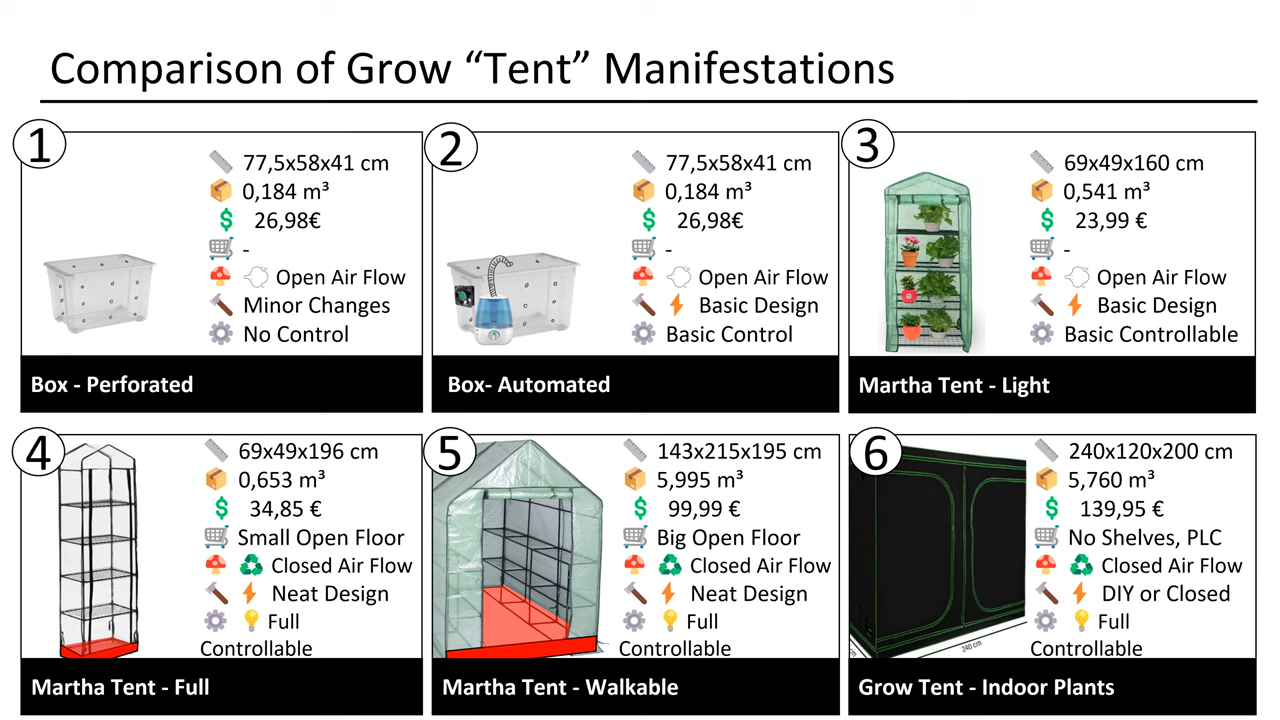 Comparison of Grow “Tent” Manifestations
1
77,5x58x41 cm
0,184 m³
26,98€
-
Open Air Flow
Minor Changes
No Control
Box - Perforated
2
77,5x58x41 cm
0,184 m³
26,98€
-
Open Air Flow
Basic Design
Basic Control
Box- Automated
3
69x49x160 cm
0,541 m³
23,99 €
-
Open Air Flow
Basic Design
Basic Controllable
Martha Tent - Light
4
69x49x196 cm
0,653 m³
34,85 €
Small Open Floor
Closed Air Flow
Neat Design
Full
Controllable
Martha Tent - Full
5
143x215x195 cm
5,995 m³
99,99 €
Big Open Floor
Closed Air Flow
Neat Design
Full
Controllable
Martha Tent - Walkable
6
240x120x200 cm
5,760 m³
139,95 €
No Shelves, PLC
Closed Air Flow
DIY or Closed
Full
Controllable
240 cm
Grow Tent - Indoor Plants